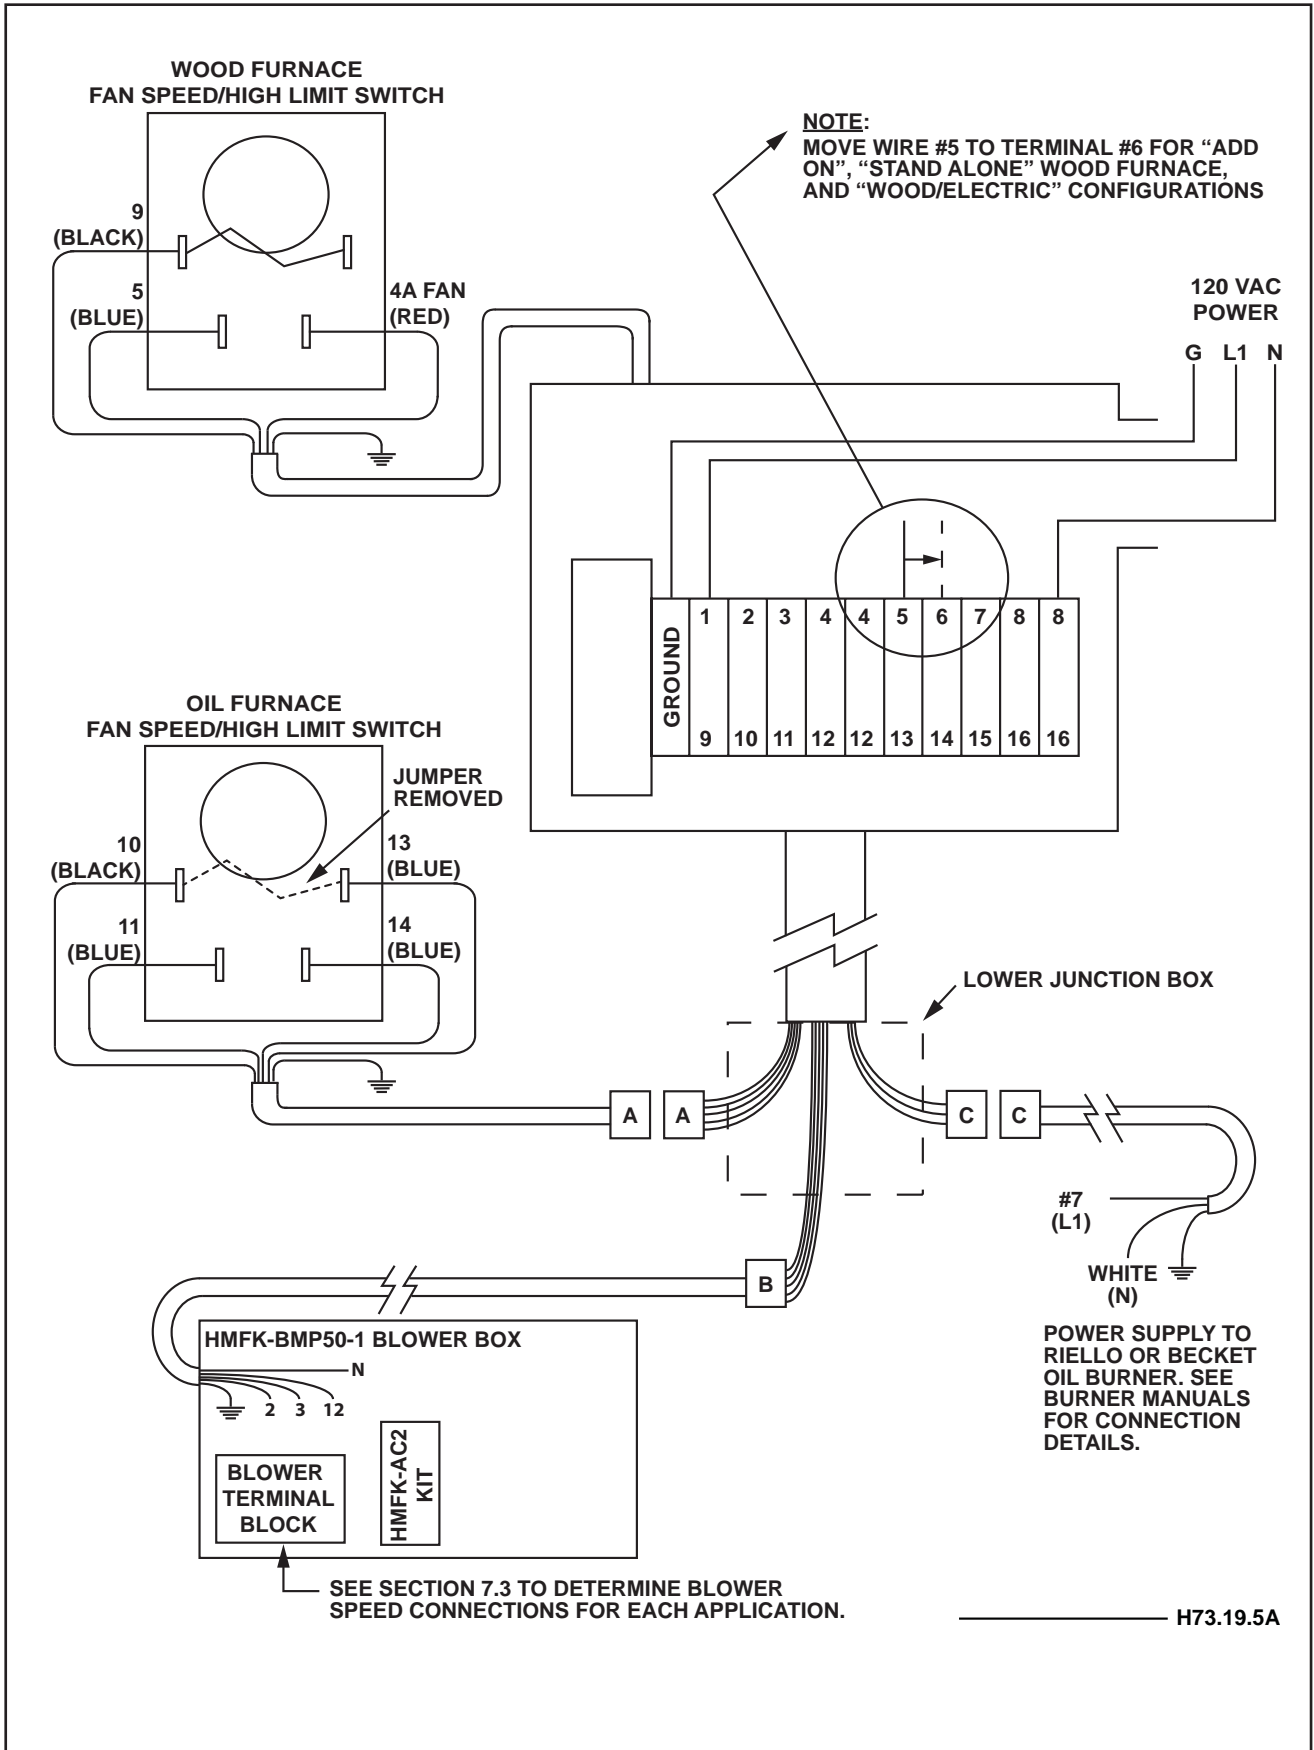 WOOD FURNACE
FAN SPEED/HIGH LIMIT SWITCH
NOTE:
MOVE WIRE #5 TO TERMINAL #6 FOR “ADD
ON”, “STAND ALONE” WOOD FURNACE,
AND “WOOD/ELECTRIC” CONFIGURATIONS
9
(BLACK)
5
(BLUE)
4A FAN
(RED)
120 VAC
POWER
G L1 N
GROUND
1 2 3 4 4 5 6 7 8 8
9 10 11 12 12 13 14 15 16 16
OIL FURNACE
FAN SPEED/HIGH LIMIT SWITCH
JUMPER
REMOVED
10
(BLACK)
13
(BLUE)
11
(BLUE)
14
(BLUE)
LOWER JUNCTION BOX
A A C C
#7
(L1)
WHITE
(N)
B
POWER SUPPLY TO
RIELLO OR BECKET
OIL BURNER. SEE
BURNER MANUALS
FOR CONNECTION
DETAILS.
HMFK-BMP50-1 BLOWER BOX
N
2 3 12
BLOWER
TERMINAL
BLOCK
HMFK-AC2
KIT
SEE SECTION 7.3 TO DETERMINE BLOWER
SPEED CONNECTIONS FOR EACH APPLICATION.
H73.19.5A